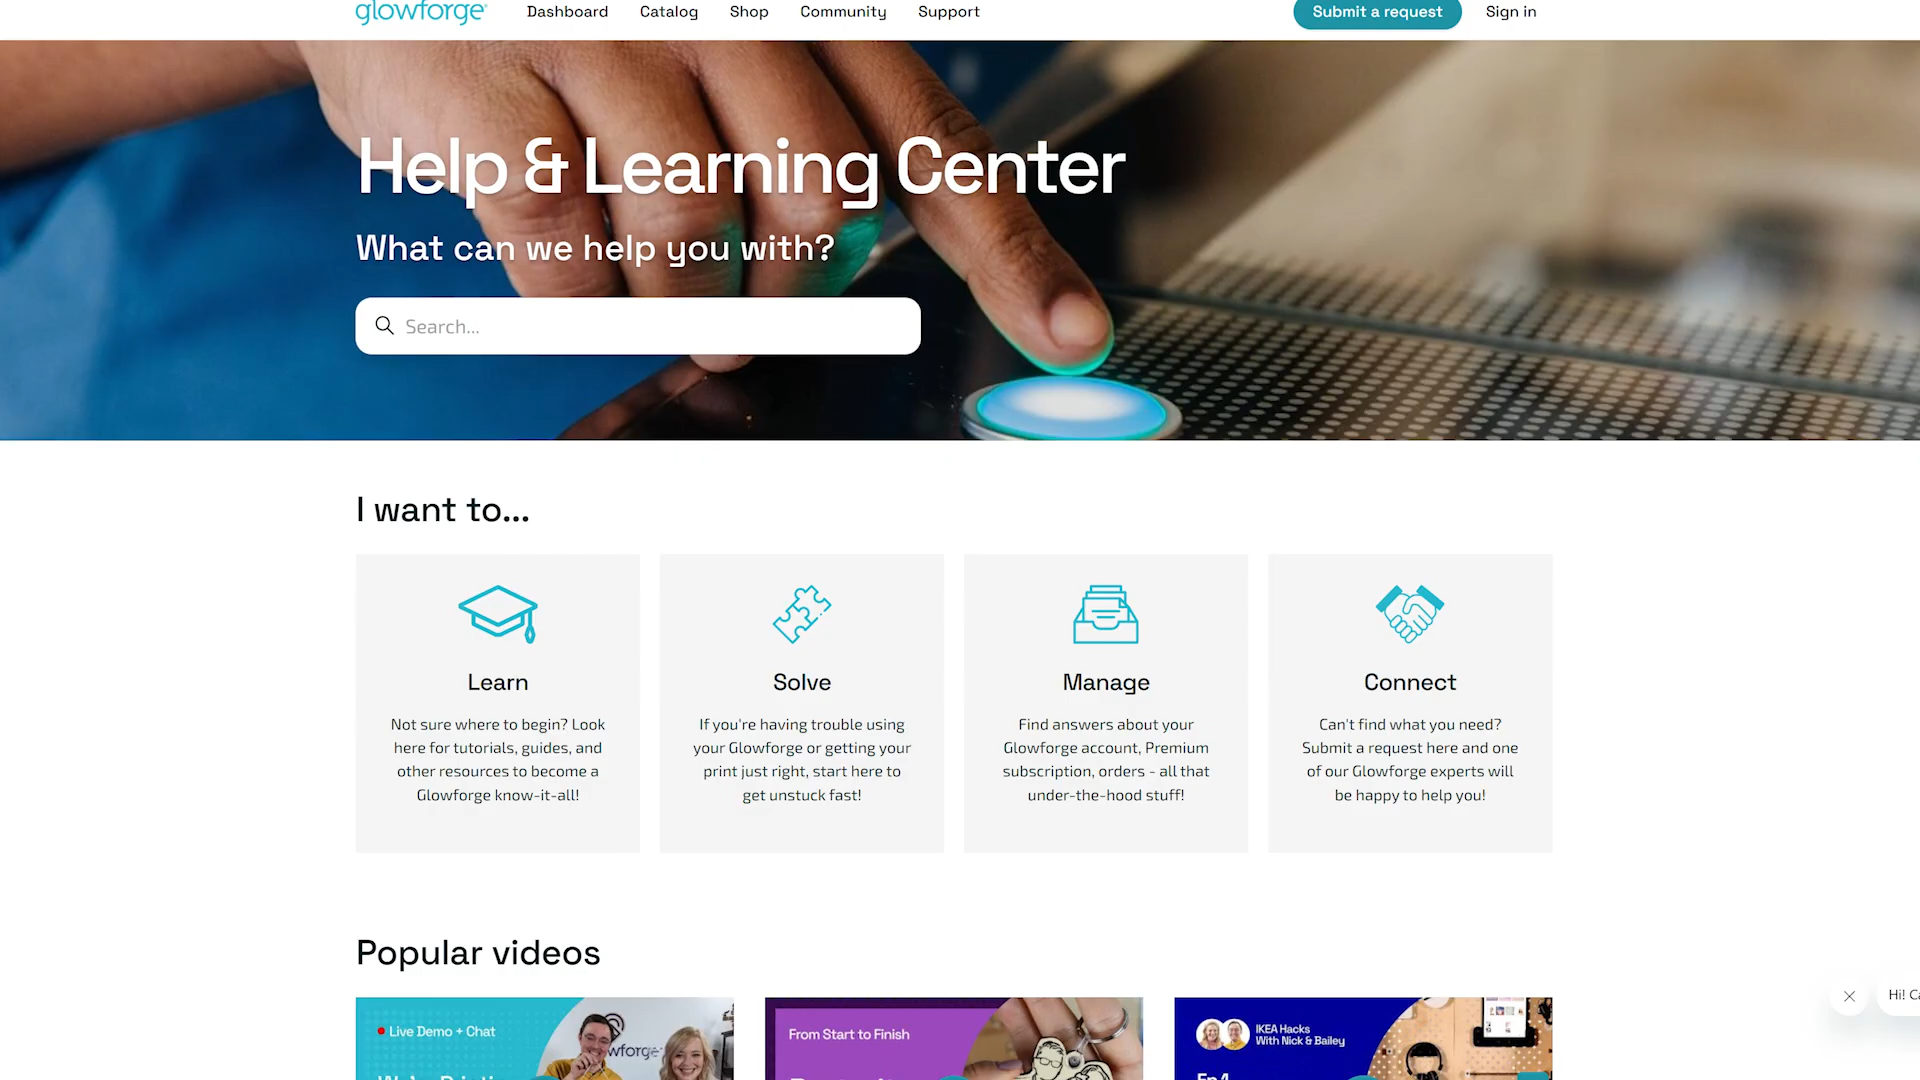 glowforge
Dashboard Catalog Shop Community Support Submit a request Sign in
Help & Learning Center
What can we help you with?
Search...
I want to...
Learn
Not sure where to begin? Look
here for tutorials, guides, and
other resources to become a
Glowforge know-it-all!
Solve
If you're having trouble using
your Glowforge or getting your
print just right, start here to
get unstuck fast!
Manage
Find answers about your
Glowforge account, Premium
subscription, orders - all that
under-the-hood stuff!
Connect
Can't find what you need?
Submit a request here and one
of our Glowforge experts will
be happy to help you!
Popular videos
Live Demo + Chat
From Start to Finish
IKEA Hacks
With Nick & Bailey
Hi!